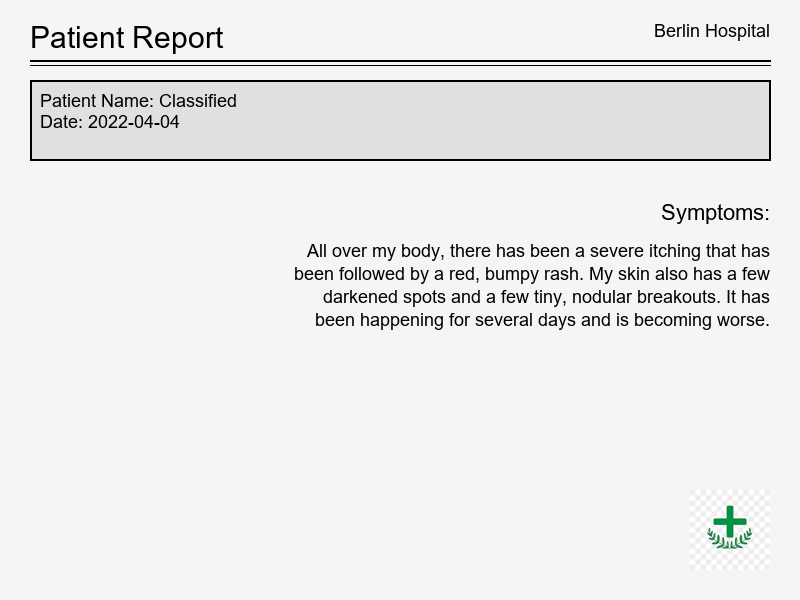 Patient Report
Berlin Hospital
Patient Name: Classified
Date: 2022-04-04
Symptoms:
All over my body, there has been a severe itching that has
been followed by a red, bumpy rash. My skin also has a few
darkened spots and a few tiny, nodular breakouts. It has
been happening for several days and is becoming worse.